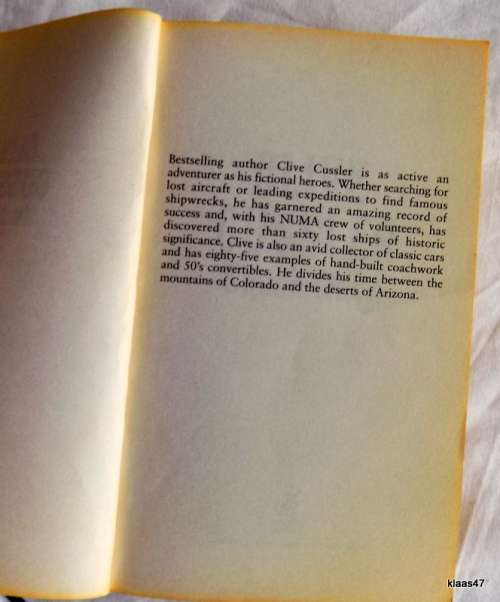 Bestselling author Clive Cussler is as active an
adventurer as his fictional heroes. Whether searching for
lost aircraft or leading expeditions to find famous
shipwrecks, he has garnered an amazing record of
success and, with his NUMA crew of volunteers, has
discovered more than sixty lost ships of historic
significance. Clive is also an avid collector of classic cars
and has eighty-five examples of hand-built coachwork
and 50's convertibles. He divides his time between the
mountains of Colorado and the deserts of Arizona.
klaas47